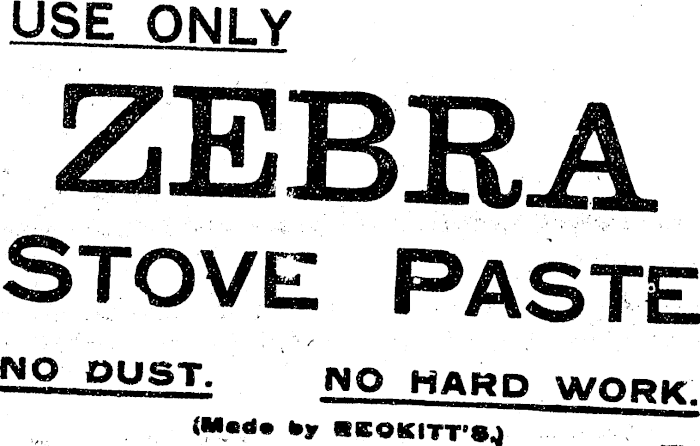 USE ONLY
ZEBRA
STOVE PASTE
NO DUST. NO HARD WORK.
(Made by RECKITT'S.)